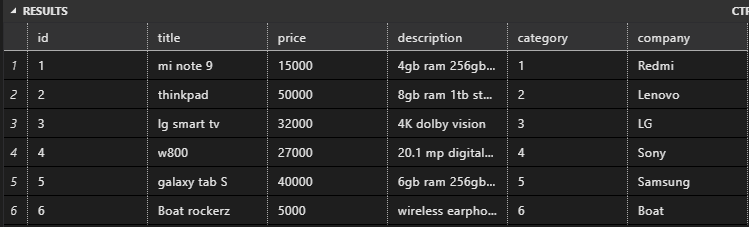 RESULTS CTR
id title price description category company
1 1 mi note 9 15000 4gb ram 256gb... 1 Redmi
2 2 thinkpad 50000 8gb ram 1tb st... 2 Lenovo
3 3 lg smart tv 32000 4K dolby vision 3 LG
4 4 w800 27000 20.1 mp digital... 4 Sony
5 5 galaxy tab S 40000 6gb ram 256gb... 5 Samsung
6 6 Boat rockerz 5000 wireless earpho... 6 Boat